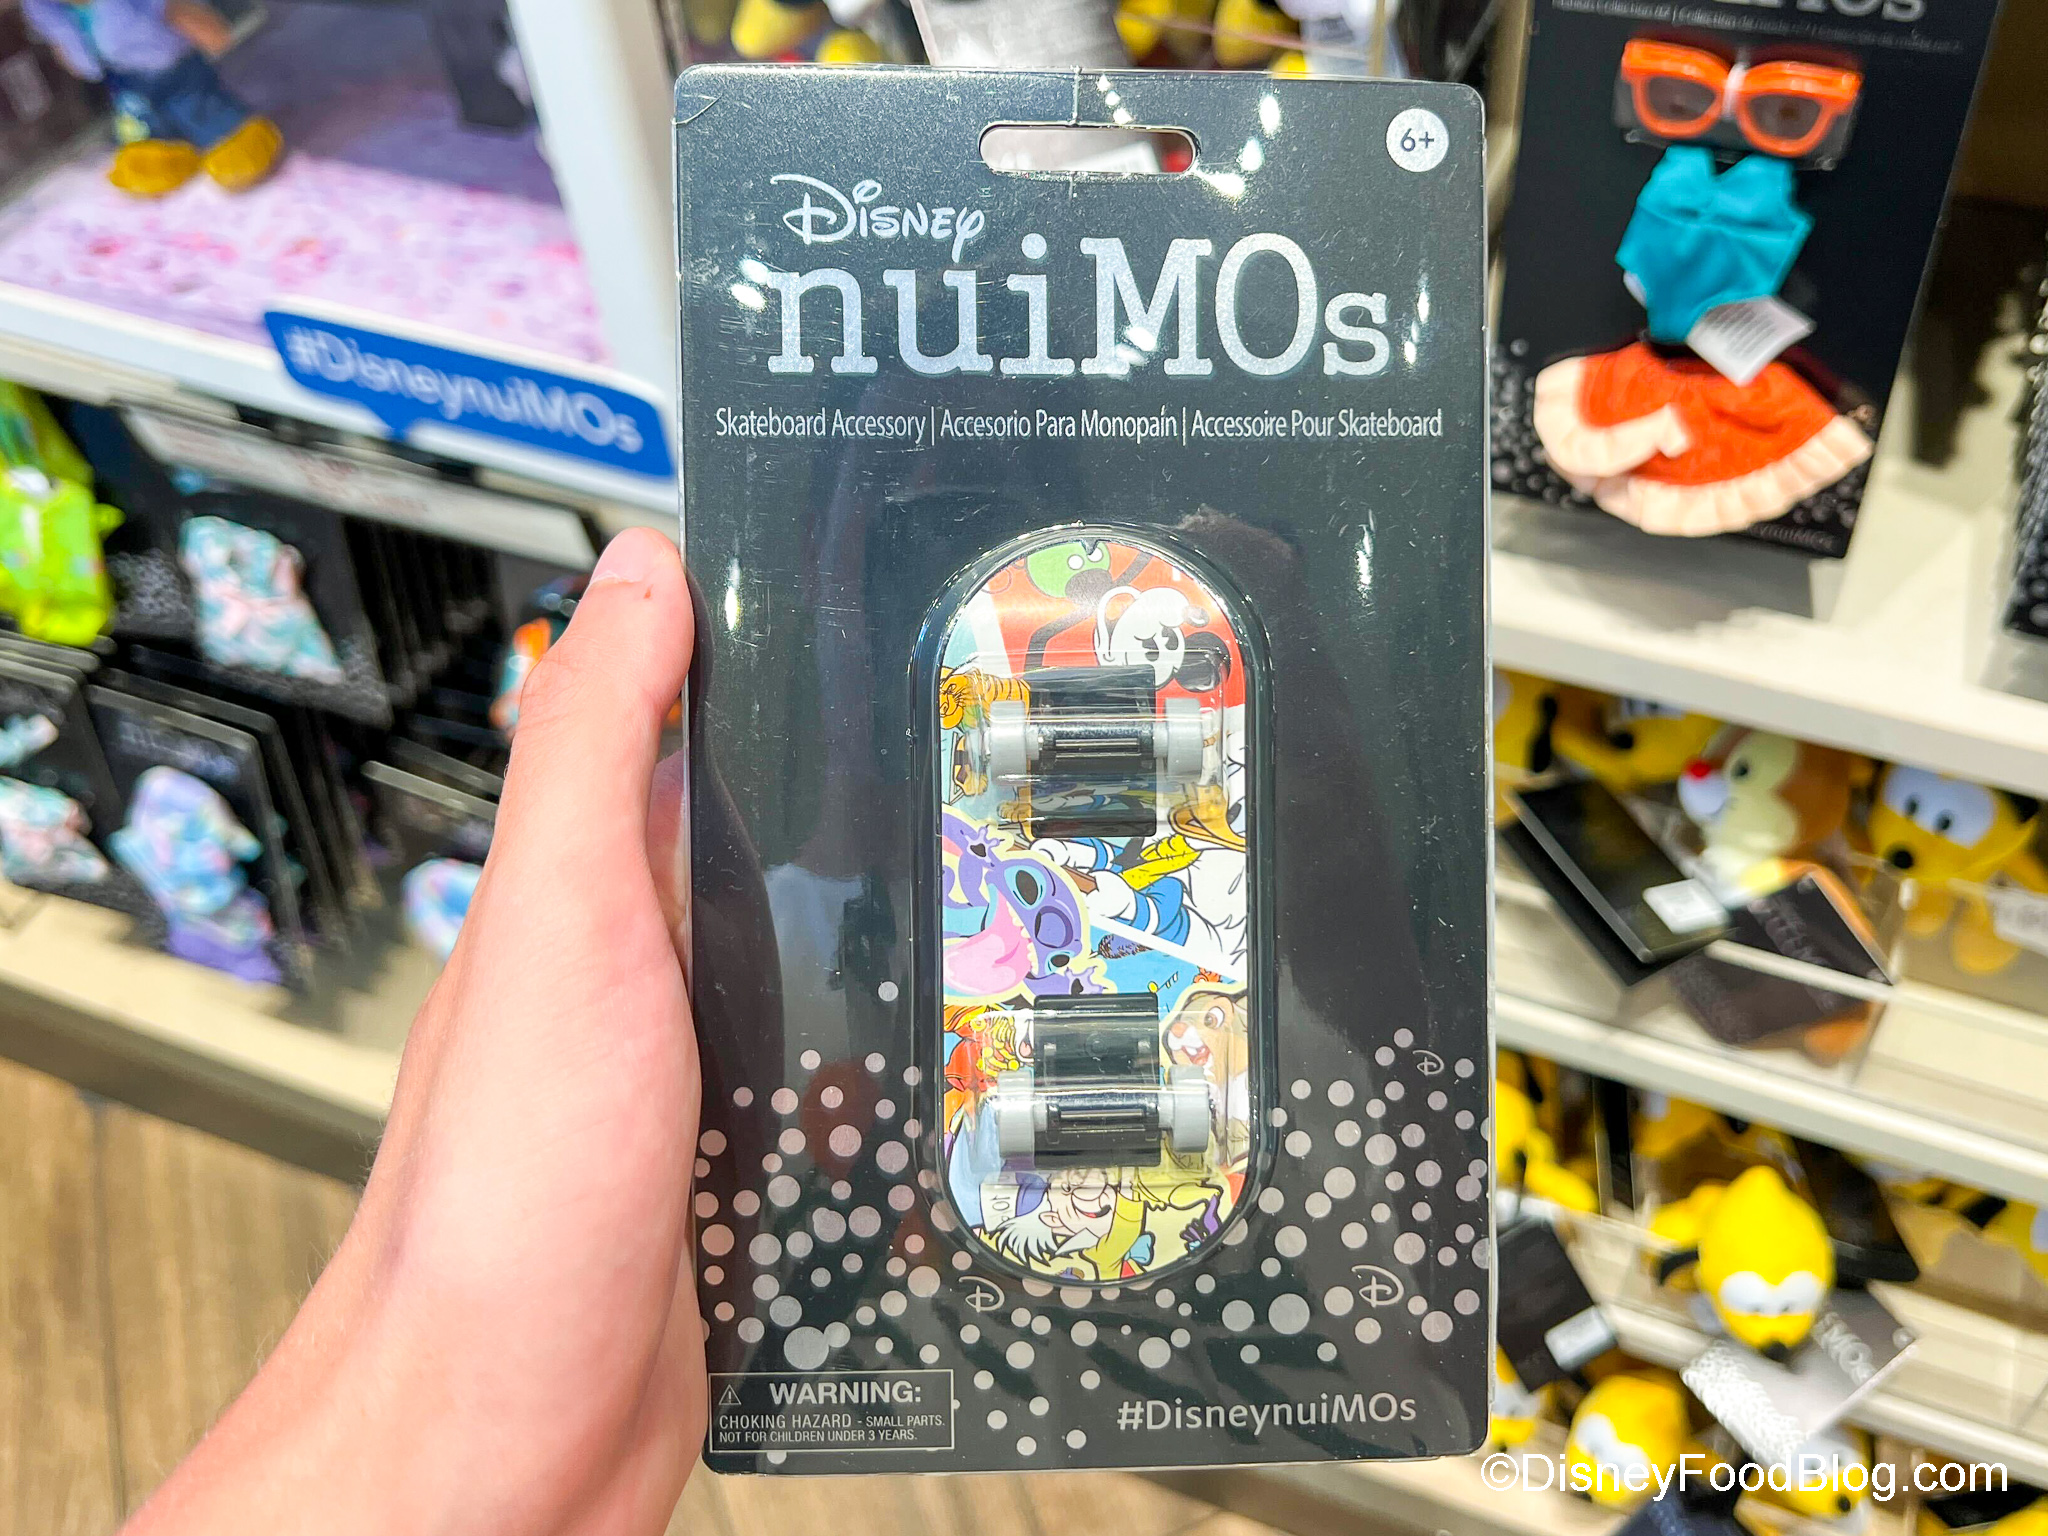 6+
Disney
nuiMOs
Skateboard Accessory | Accesorio Para Monopaín | Accessoire Pour Skateboard
#DisneynuiMOs
WARNING:
CHOKING HAZARD - SMALL PARTS.
NOT FOR CHILDREN UNDER 3 YEARS.
#DisneynuiMOs
©DisneyFoodBlog.com